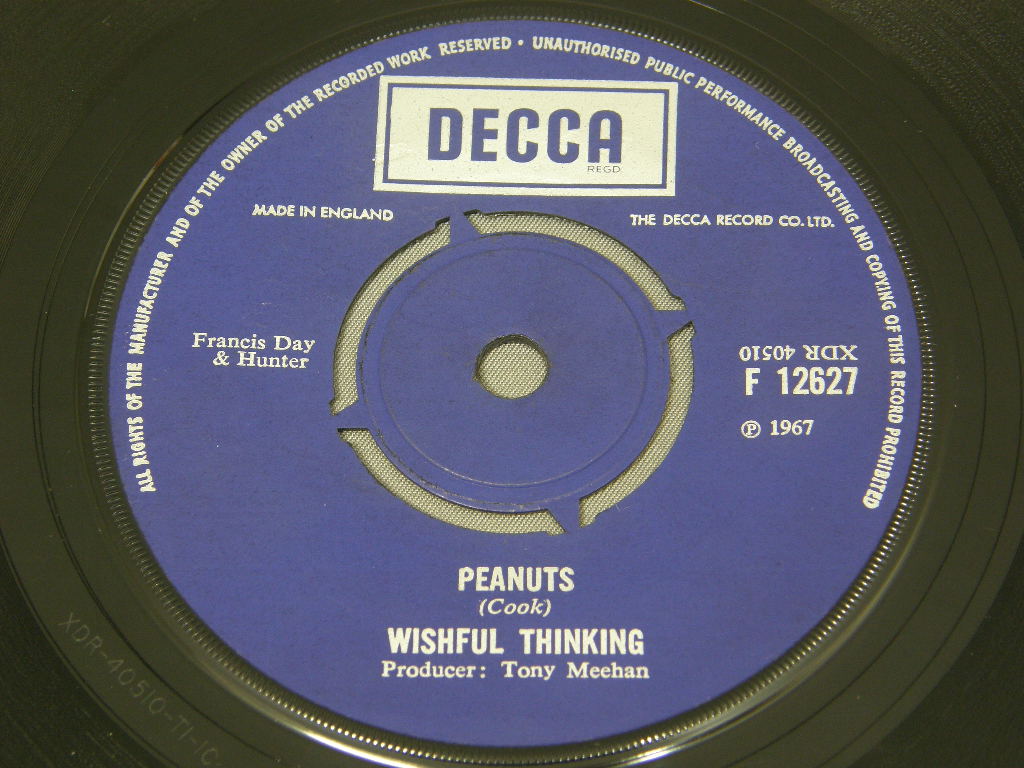 ALL RIGHTS OF THE MANUFACTURER AND OF THE OWNER OF THE RECORDED WORK RESERVED · UNAUTHORISED PUBLIC PERFORMANCE BROADCASTING AND COPYING OF THIS RECORD PROHIBITED
DECCA
REGD
MADE IN ENGLAND
THE DECCA RECORD CO. LTD.
Francis Day
& Hunter
XDR 40510
F 12627
℗ 1967
PEANUTS
(Cook)
WISHFUL THINKING
Producer: Tony Meehan
XDR-40510-T1-1C